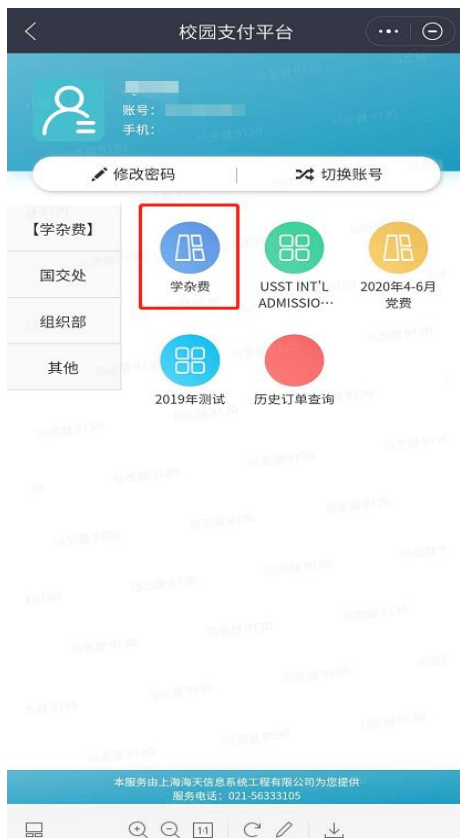 校园支付平台
账号：
手机：
修改密码
切换账号
【学杂费】
国交处
组织部
其他
学杂费
USST INT'L
ADMISSIO···
2020年4-6月
党费
2019年测试
历史订单查询
本服务由上海海天信息系统工程有限公司为您提供
服务电话：021-56333105
1:1